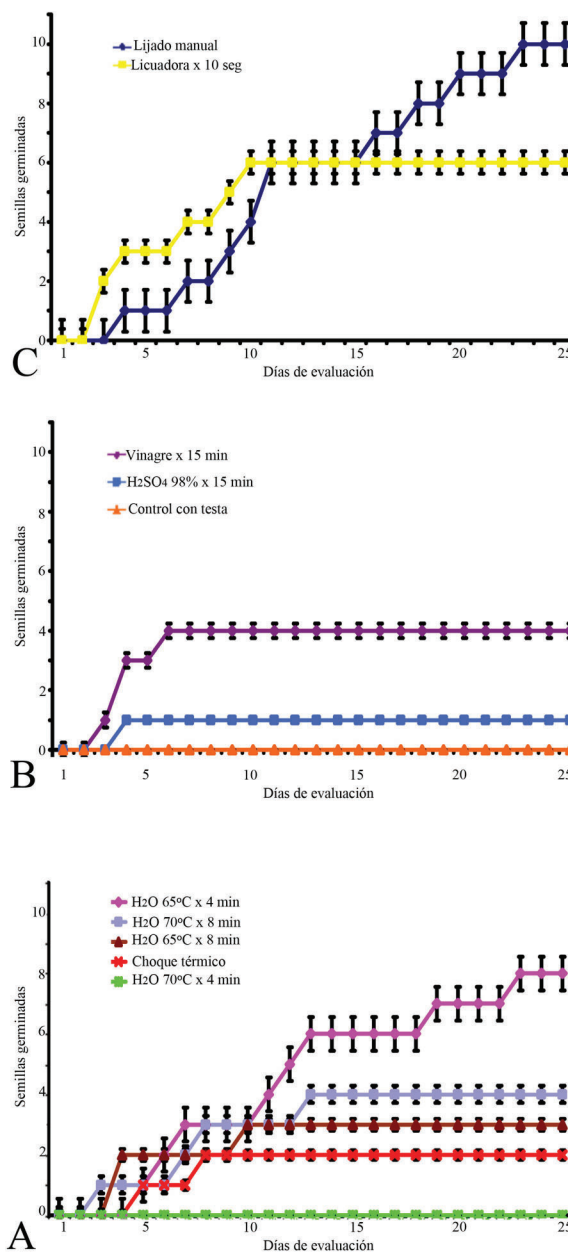 10
8
6
4
2
0
Semillas germinadas
Lijado manual
Licuadora x 10 seg
1 5 10 15 20 25
Días de evaluación
C
10
8
6
4
2
0
Semillas germinadas
Vinagre x 15 min
H2SO4 98% x 15 min
Control con testa
1 5 10 15 20 25
Días de evaluación
B
10
8
6
4
2
0
Semillas germinadas
H2O 65ºC x 4 min
H2O 70ºC x 8 min
H2O 65ºC x 8 min
Choque térmico
H2O 70ºC x 4 min
1 5 10 15 20 25
Días de evaluación
A